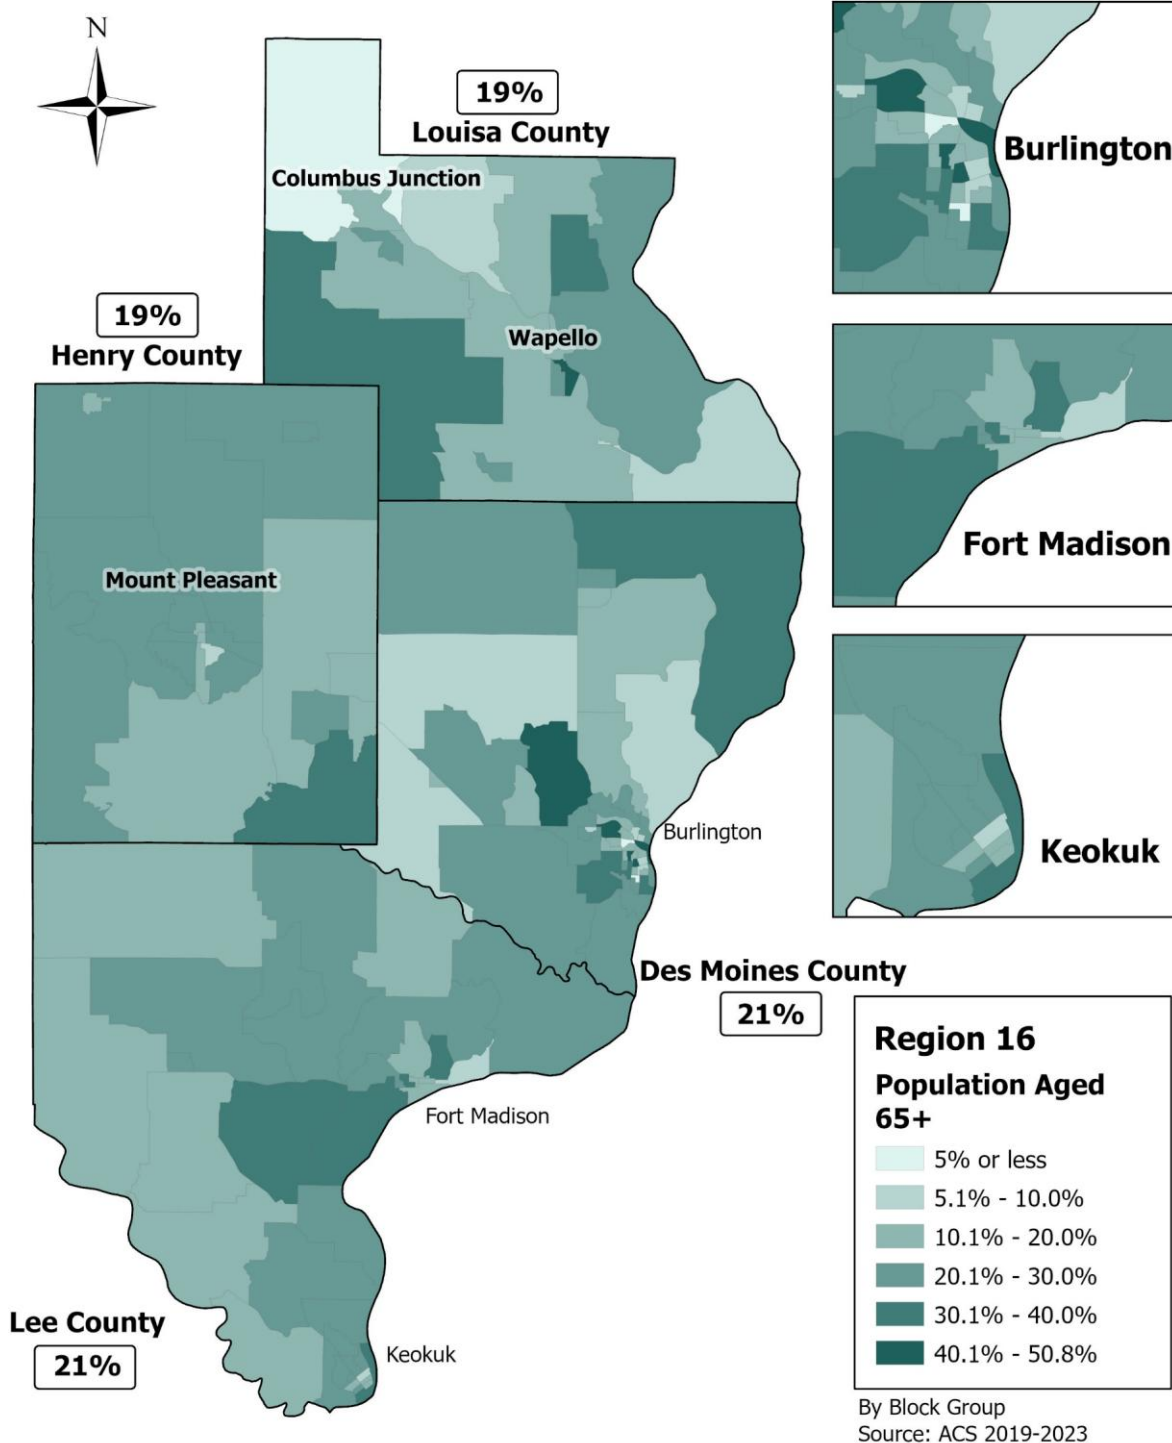 N
19%
Louisa County
Columbus Junction
19%
Henry County
Wapello
Mount Pleasant
Burlington
Des Moines County
21%
Fort Madison
Lee County
21%
Keokuk
Burlington
Fort Madison
Keokuk
Region 16
Population Aged
65+
5% or less
5.1% - 10.0%
10.1% - 20.0%
20.1% - 30.0%
30.1% - 40.0%
40.1% - 50.8%
By Block Group
Source: ACS 2019-2023